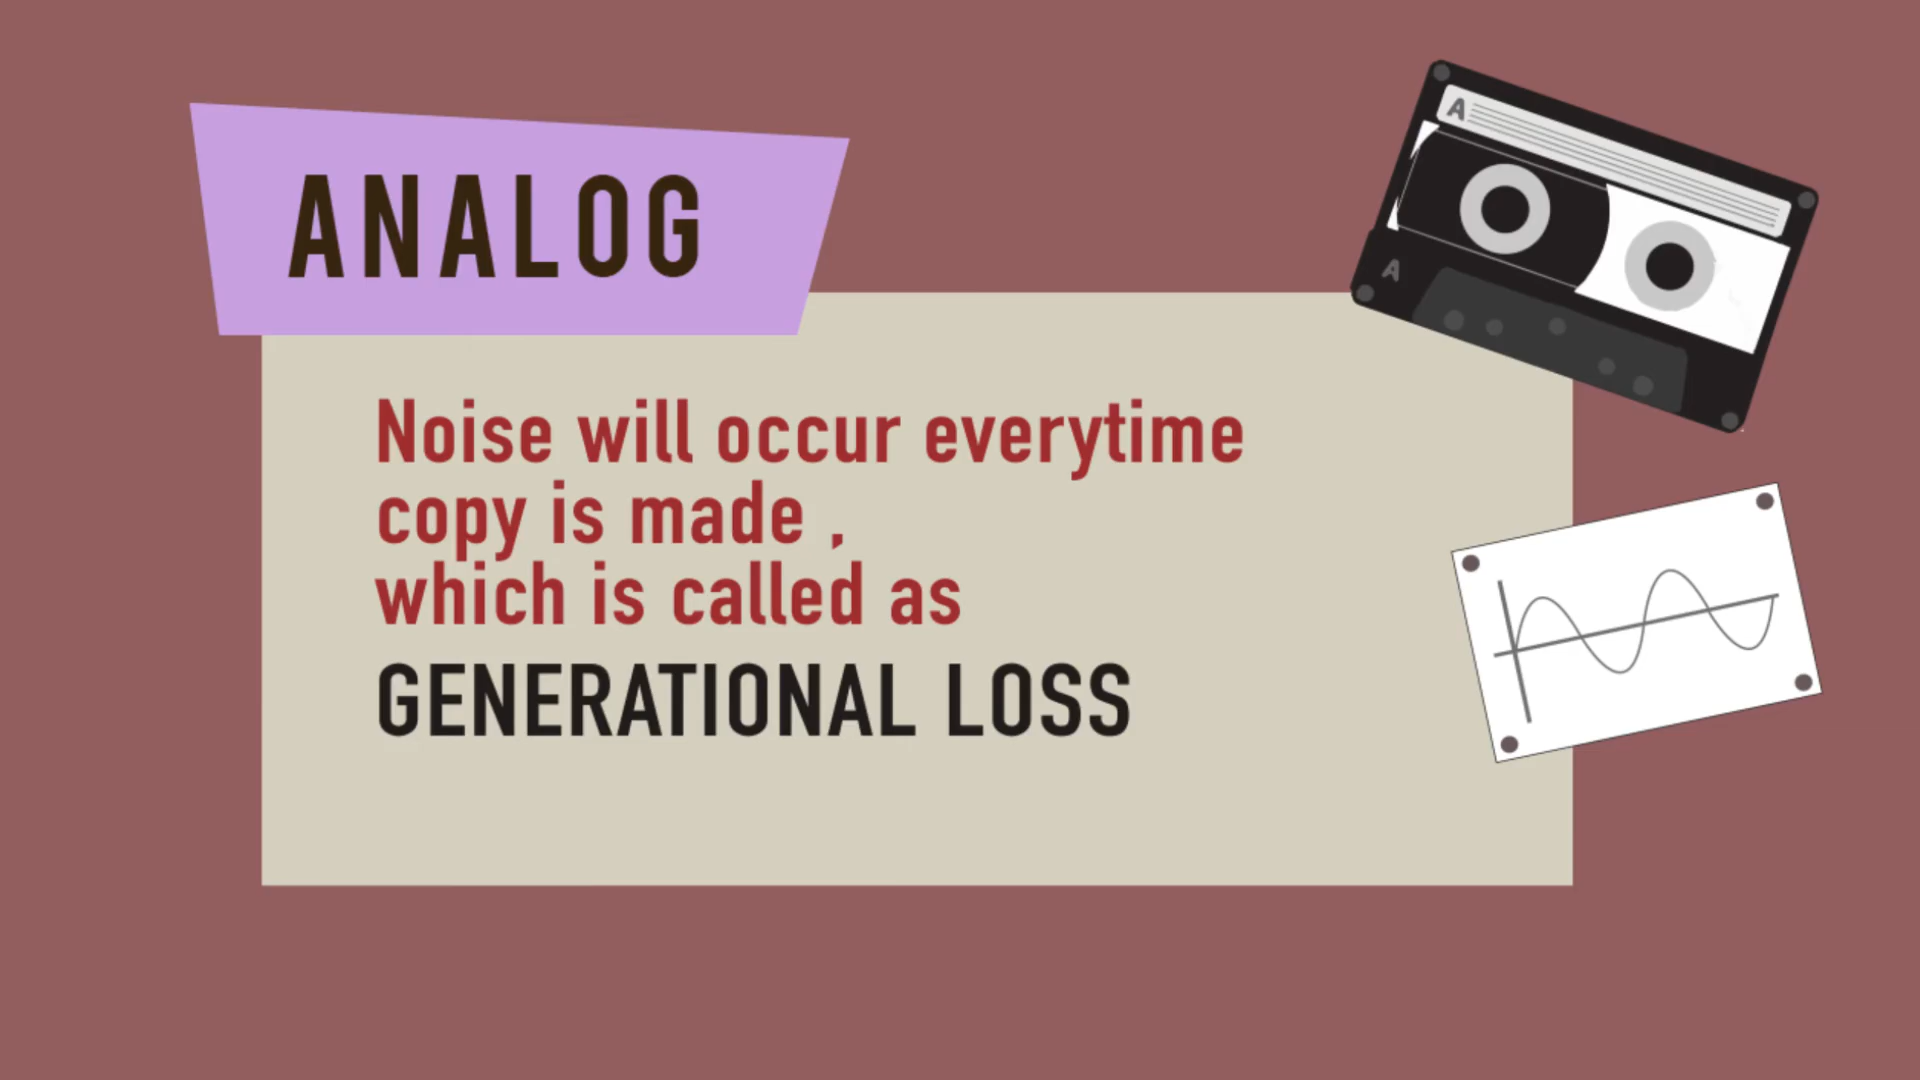 ANALOG
A
A
Noise will occur everytime
copy is made ,
which is called as
GENERATIONAL LOSS